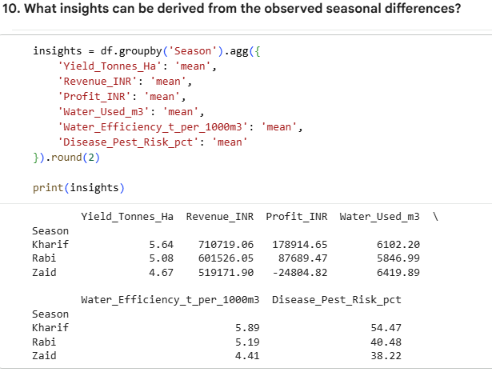 10. What insights can be derived from the observed seasonal differences?
insights = df.groupby('Season').agg({
    'Yield_Tonnes_Ha': 'mean',
    'Revenue_INR': 'mean',
    'Profit_INR': 'mean',
    'Water_Used_m3': 'mean',
    'Water_Efficiency_t_per_1000m3': 'mean',
    'Disease_Pest_Risk_pct': 'mean'
}).round(2)
print(insights)
        Yield_Tonnes_Ha  Revenue_INR  Profit_INR  Water_Used_m3  \
Season
Kharif             5.64    710719.06   178914.65        6102.20
Rabi               5.08    601526.05    87689.47        5846.99
Zaid               4.67    519171.90   -24804.82        6419.89
        Water_Efficiency_t_per_1000m3  Disease_Pest_Risk_pct
Season
Kharif                           5.89                  54.47
Rabi                             5.19                  40.48
Zaid                             4.41                  38.22